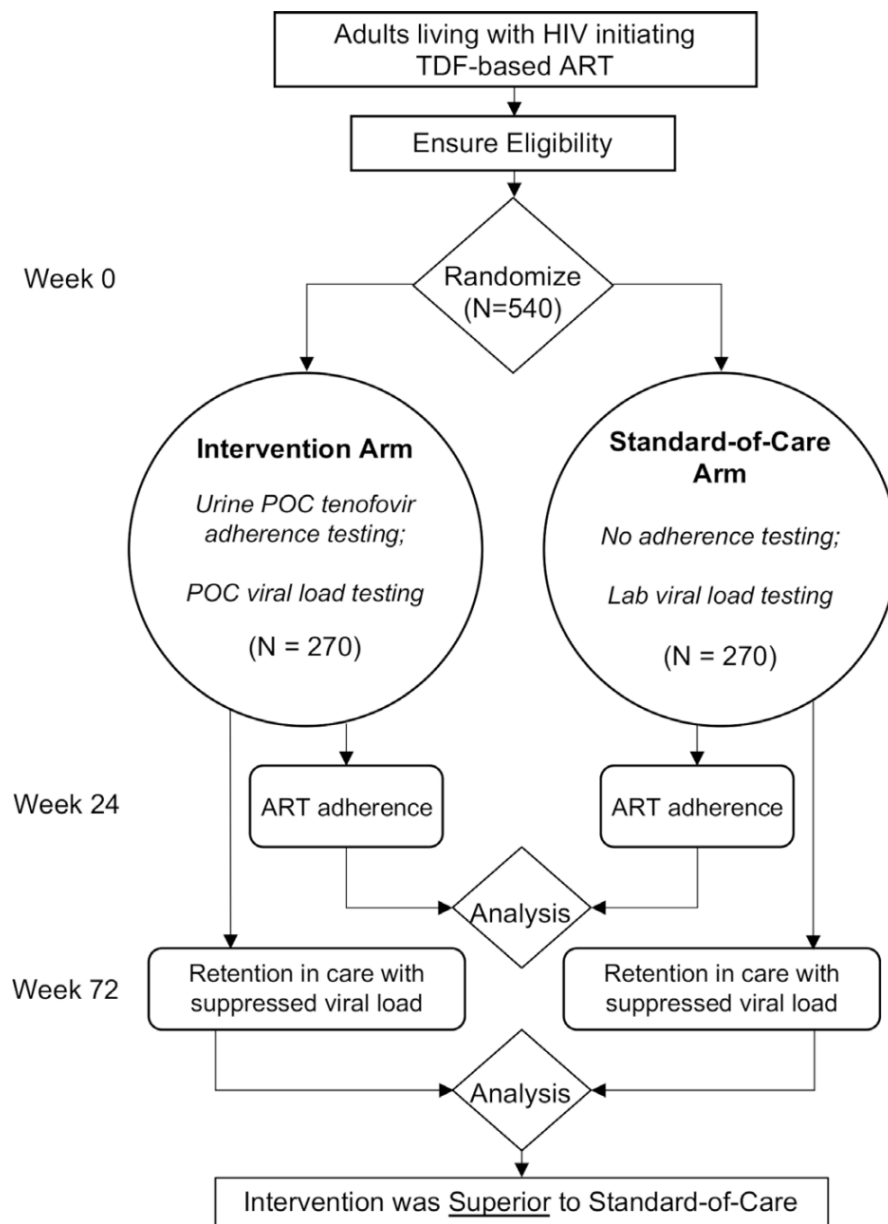 Adults living with HIV initiating
TDF-based ART
Ensure Eligibility
Week 0
Randomize
(N=540)
Intervention Arm
Urine POC tenofovir
adherence testing;
POC viral load testing
(N = 270)
Standard-of-Care
Arm
No adherence testing;
Lab viral load testing
(N = 270)
Week 24
ART adherence
ART adherence
Analysis
Week 72
Retention in care with
suppressed viral load
Retention in care with
suppressed viral load
Analysis
Intervention was Superior to Standard-of-Care